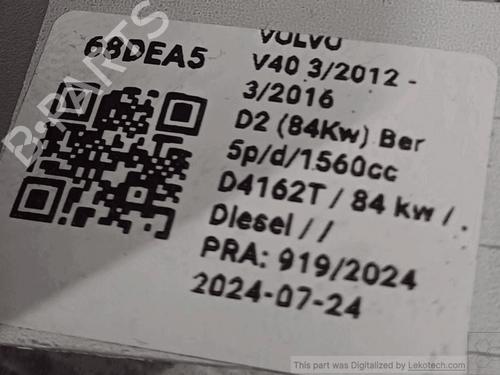 68DEA5
VOLVO
V40 3/2012 -
3/2016
D2 (84Kw) Ber
5p/d/1560cc
D4162T / 84 kw / .
Diesel / /
PRA: 919/2024
2024-07-24
B-PARTS
This part was Digitalized by Lekotech.com